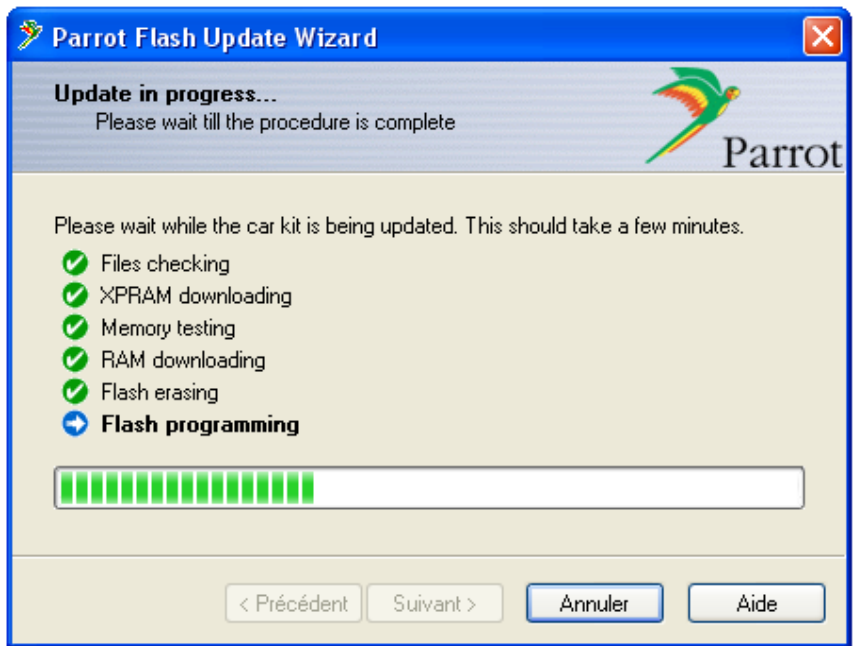 Parrot Flash Update Wizard
Update in progress...
Please wait till the procedure is complete
Parrot
Please wait while the car kit is being updated. This should take a few minutes.
Files checking
XPRAM downloading
Memory testing
RAM downloading
Flash erasing
Flash programming
< Précédent
Suivant >
Annuler
Aide